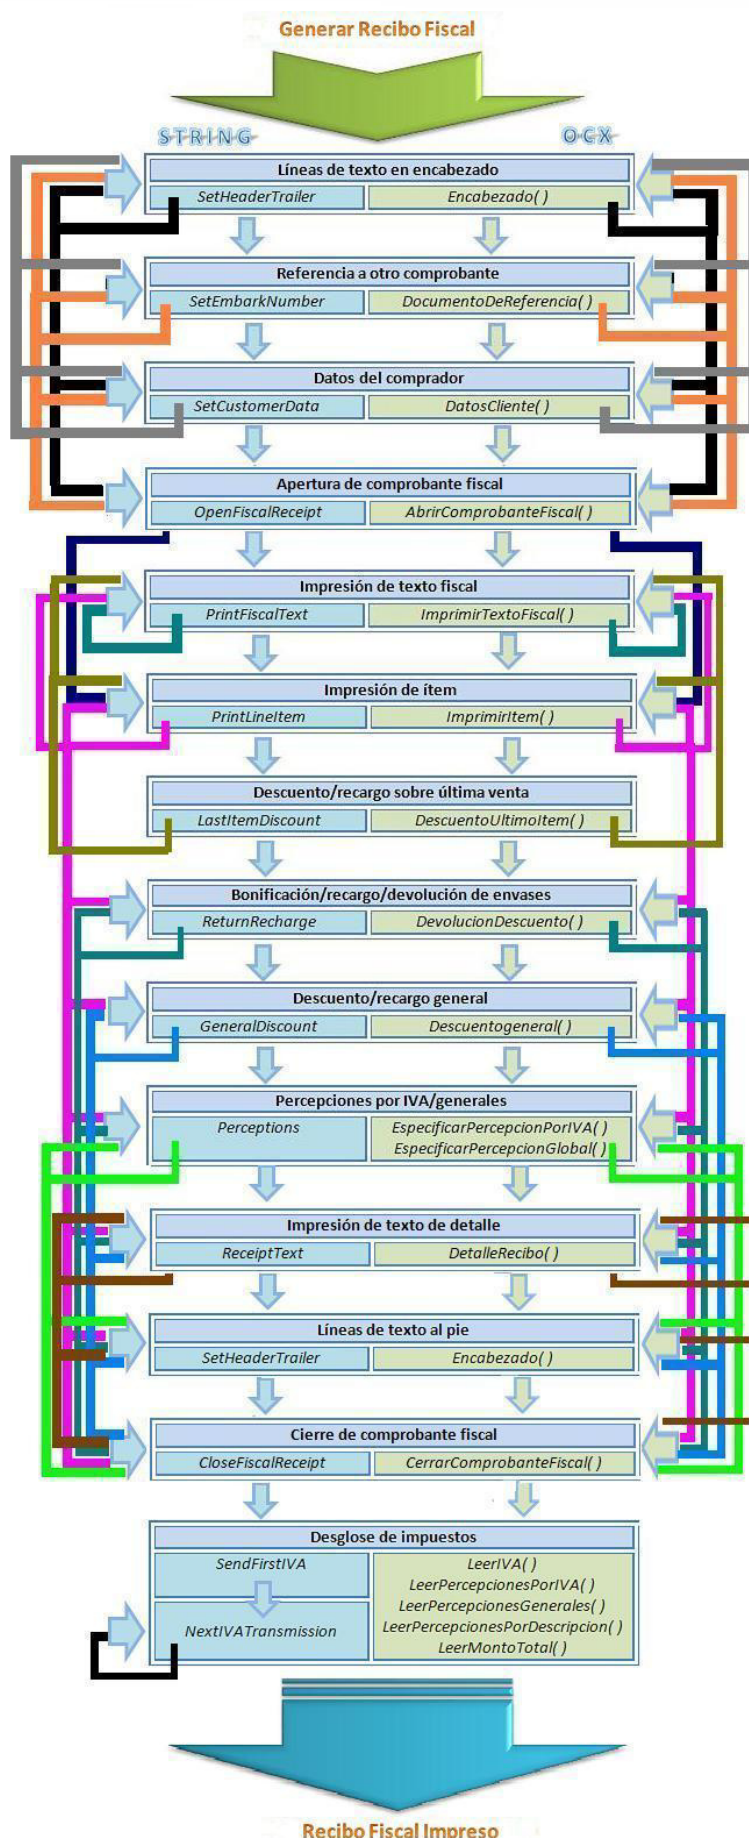 Generar Recibo Fiscal
STRING OCX
Líneas de texto en encabezado
SetHeaderTrailer Encabezado( )
Referencia a otro comprobante
SetEmbarkNumber DocumentoDeReferencia( )
Datos del comprador
SetCustomerData DatosCliente( )
Apertura de comprobante fiscal
OpenFiscalReceipt AbrirComprobanteFiscal( )
Impresión de texto fiscal
PrintFiscalText ImprimirTextoFiscal( )
Impresión de ítem
PrintLineItem ImprimirItem( )
Descuento/recargo sobre última venta
LastItemDiscount DescuentoUltimoItem( )
Bonificación/recargo/devolución de envases
ReturnRecharge DevolucionDescuento( )
Descuento/recargo general
GeneralDiscount Descuentogeneral( )
Percepciones por IVA/generales
Perceptions EspecificarPercepcionPorIVA( )
EspecificarPercepcionGlobal( )
Impresión de texto de detalle
ReceiptText DetalleRecibo( )
Líneas de texto al pie
SetHeaderTrailer Encabezado( )
Cierre de comprobante fiscal
CloseFiscalReceipt CerrarComprobanteFiscal( )
Desglose de impuestos
SendFirstIVA LeerIVA( )
LeerPercepcionesPorIVA( )
LeerPercepcionesGenerales( )
NextIVATransmission LeerPercepcionesPorDescripcion( )
LeerMontoTotal( )
Recibo Fiscal Impreso